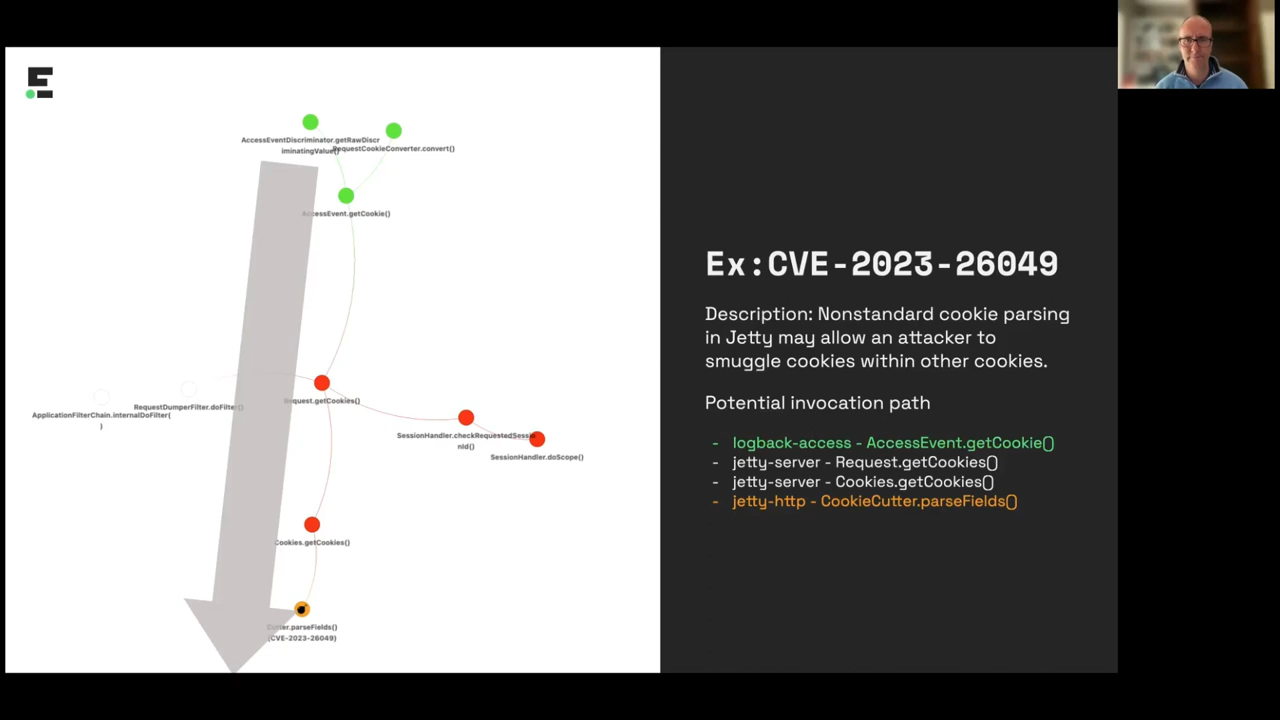 AccessEventDiscriminator.getRawDiscr
iminatingValue()
RequestCookieConverter.convert()
AccessEvent.getCookie()
Request.getCookies()
RequestDumperFilter.doFilter()
ApplicationFilterChain.internalDoFilter(
)
SessionHandler.checkRequestedSessio
nId()
SessionHandler.doScope()
Cookies.getCookies()
Cutter.parseFields()
(CVE-2023-26049)
Ex:CVE-2023-26049
Description: Nonstandard cookie parsing
in Jetty may allow an attacker to
smuggle cookies within other cookies.
Potential invocation path
- logback-access - AccessEvent.getCookie()
- jetty-server - Request.getCookies()
- jetty-server - Cookies.getCookies()
- jetty-http - CookieCutter.parseFields()